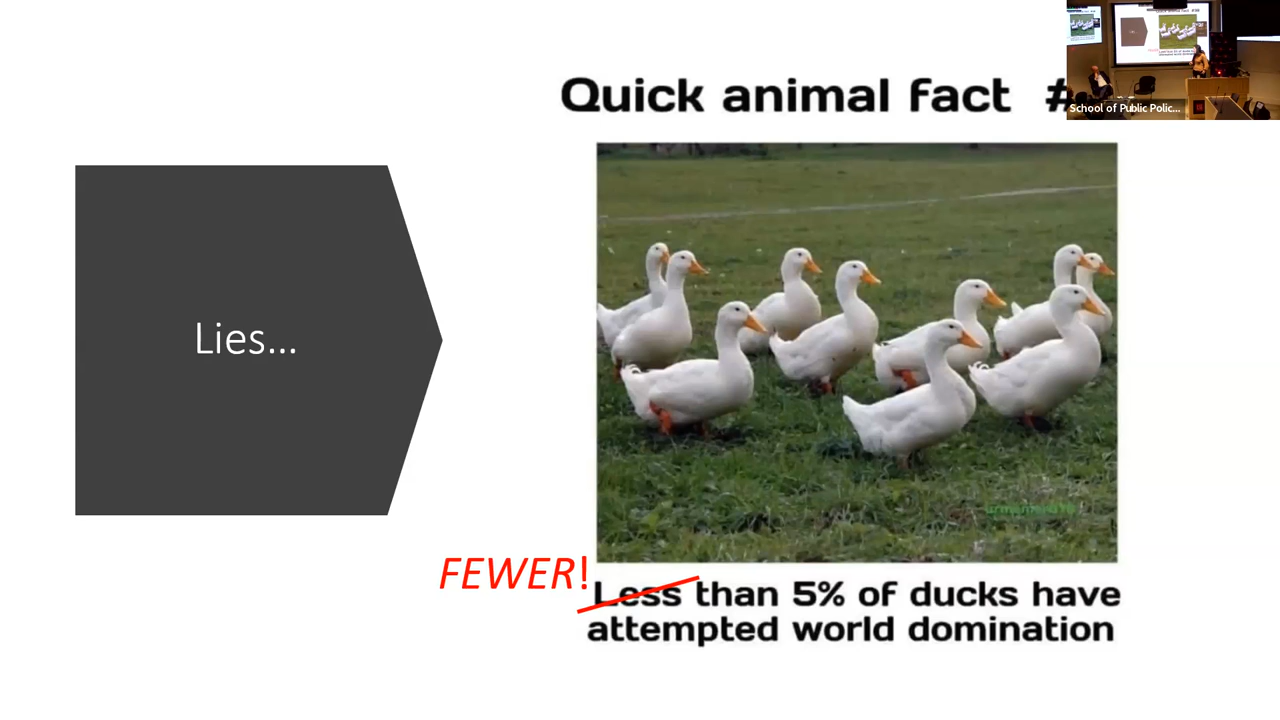 Quick animal fact #
School of Public Polic...
Lies...
FEWER!
Less than 5% of ducks have
attempted world domination